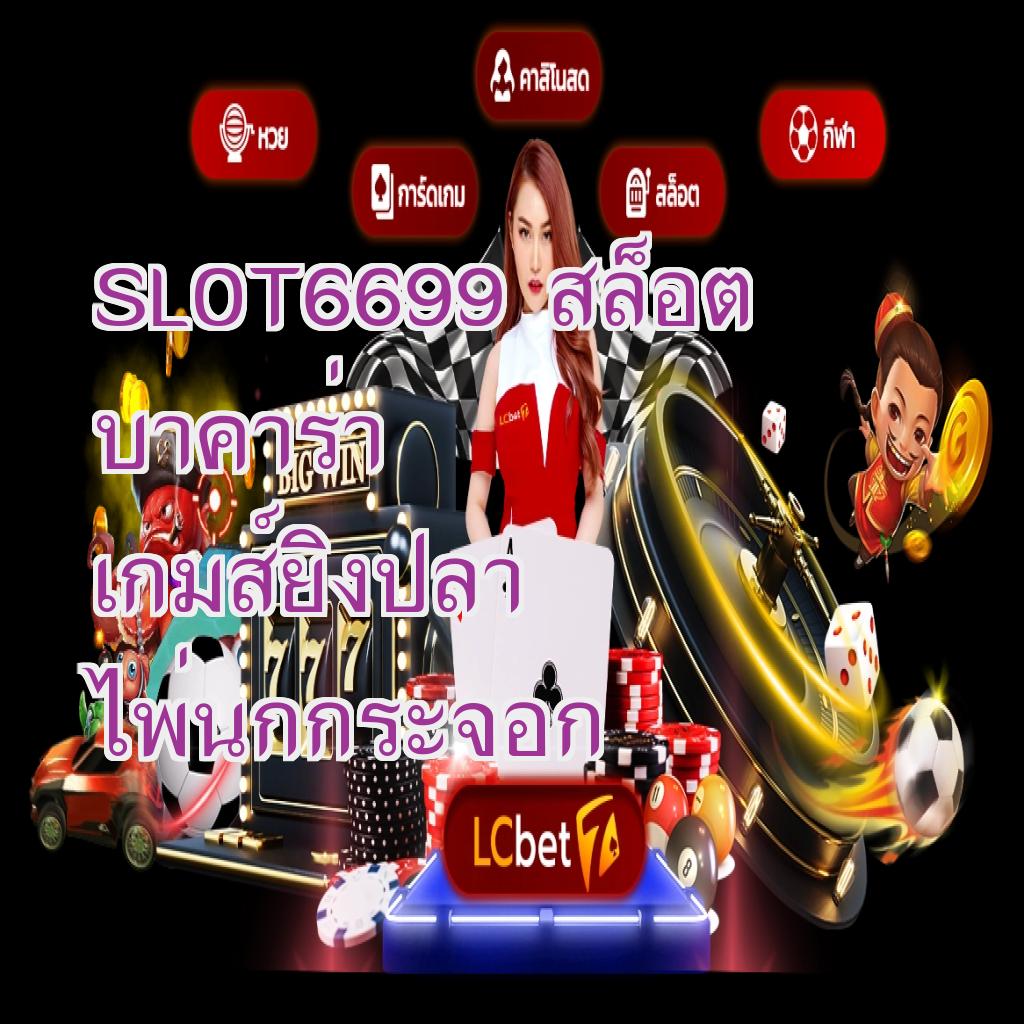 คาสิโนสด
หวย
กีฬา
การ์ดเกม
สล็อต
SLOT6699 สล็อต
บาคาร่า
เกมส์ยิงปลา
ไพ่นกกระจอก
LCbet
BIG WIN
777
LCbet